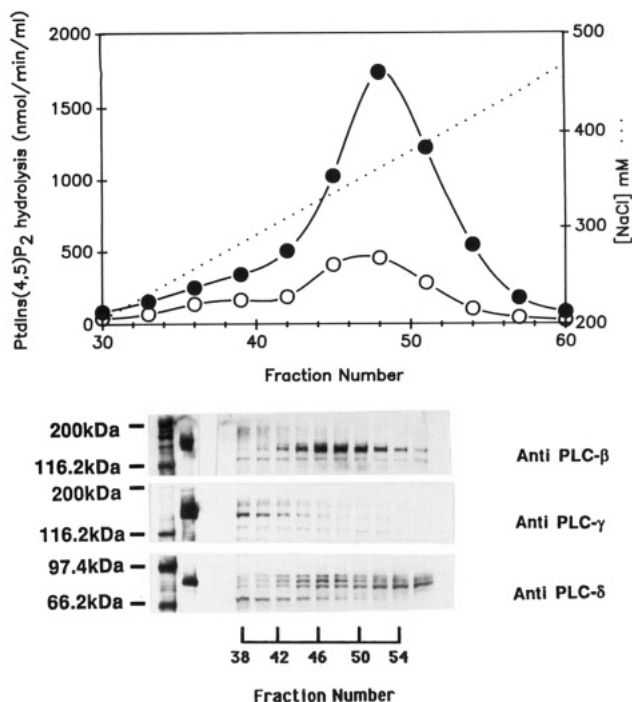 PtdIns(4,5)P2 hydrolysis (nmol/min/ml)
2000
1500
1000
500
0
500
400
300
200
[NaCl] mM ....
30
40
50
60
Fraction Number
200kDa
116.2kDa
Anti PLC-β
200kDa
116.2kDa
Anti PLC-γ
97.4kDa
66.2kDa
Anti PLC-δ
38
42
46
50
54
Fraction Number